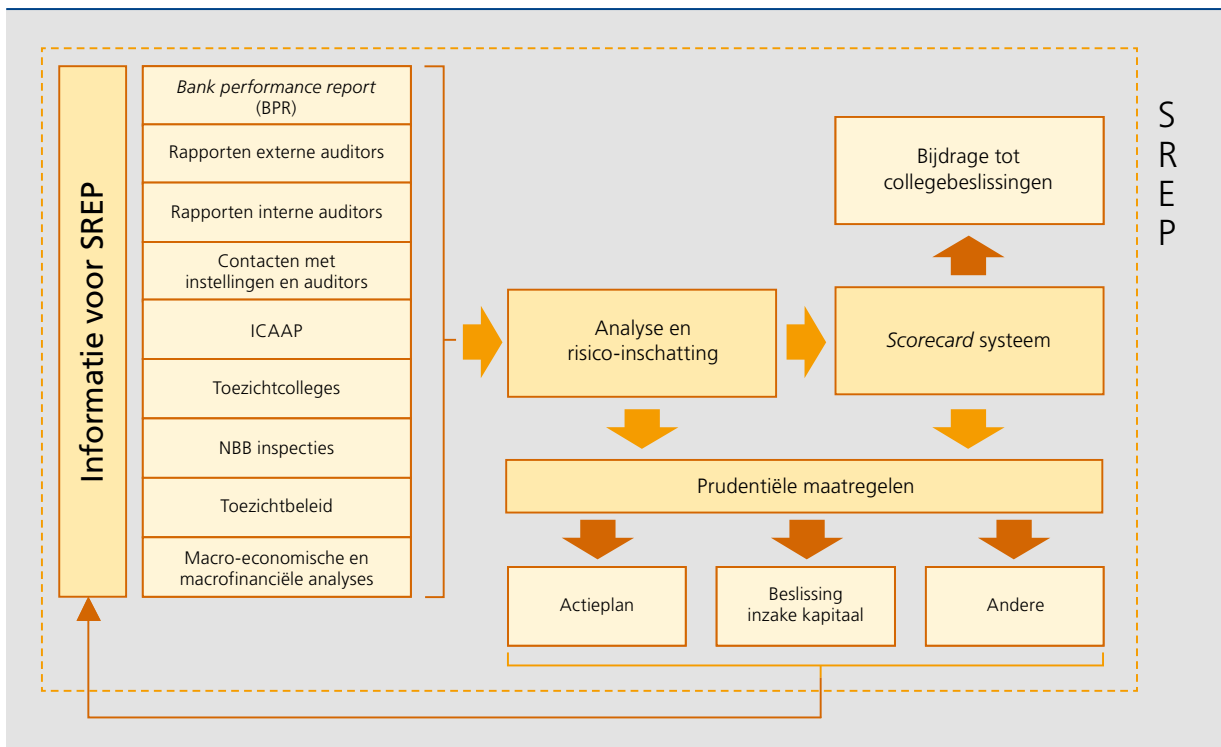 Informatie voor SREP
Bank performance report
(BPR)
Rapporten externe auditors
Rapporten interne auditors
Contacten met
instellingen en auditors
ICAAP
Toezichtcolleges
NBB inspecties
Toezichtbeleid
Macro-economische en
macrofinanciële analyses
Analyse en
risico-inschatting
Bijdrage tot
collegebeslissingen
Scorecard systeem
Prudentiële maatregelen
Actieplan
Beslissing
inzake kapitaal
Andere
S
R
E
P